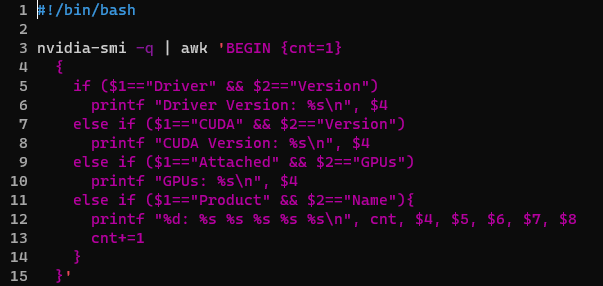 1 #!/bin/bash
2
3 nvidia-smi -q | awk 'BEGIN {cnt=1}
4   {
5     if ($1=="Driver" && $2=="Version")
6       printf "Driver Version: %s\n", $4
7     else if ($1=="CUDA" && $2=="Version")
8       printf "CUDA Version: %s\n", $4
9     else if ($1=="Attached" && $2=="GPUs")
10       printf "GPUs: %s\n", $4
11     else if ($1=="Product" && $2=="Name"){
12       printf "%d: %s %s %s %s %s\n", cnt, $4, $5, $6, $7, $8
13       cnt+=1
14     }
15   }'